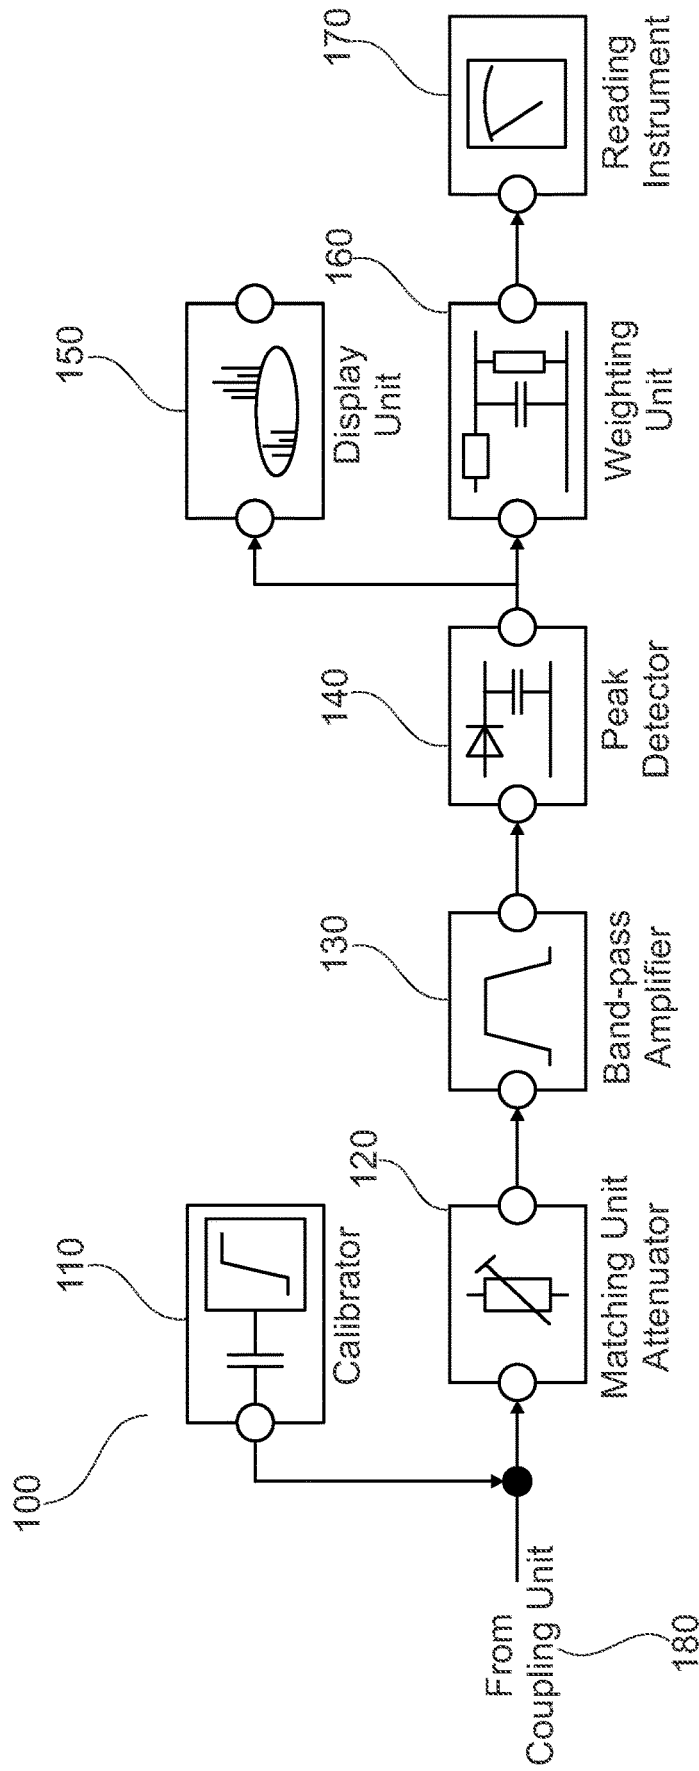 100
110
Calibrator
150
Display
Unit
From
Coupling Unit
180
120
Matching Unit
Attenuator
130
Band-pass
Amplifier
140
Peak
Detector
160
Weighting
Unit
170
Reading
Instrument